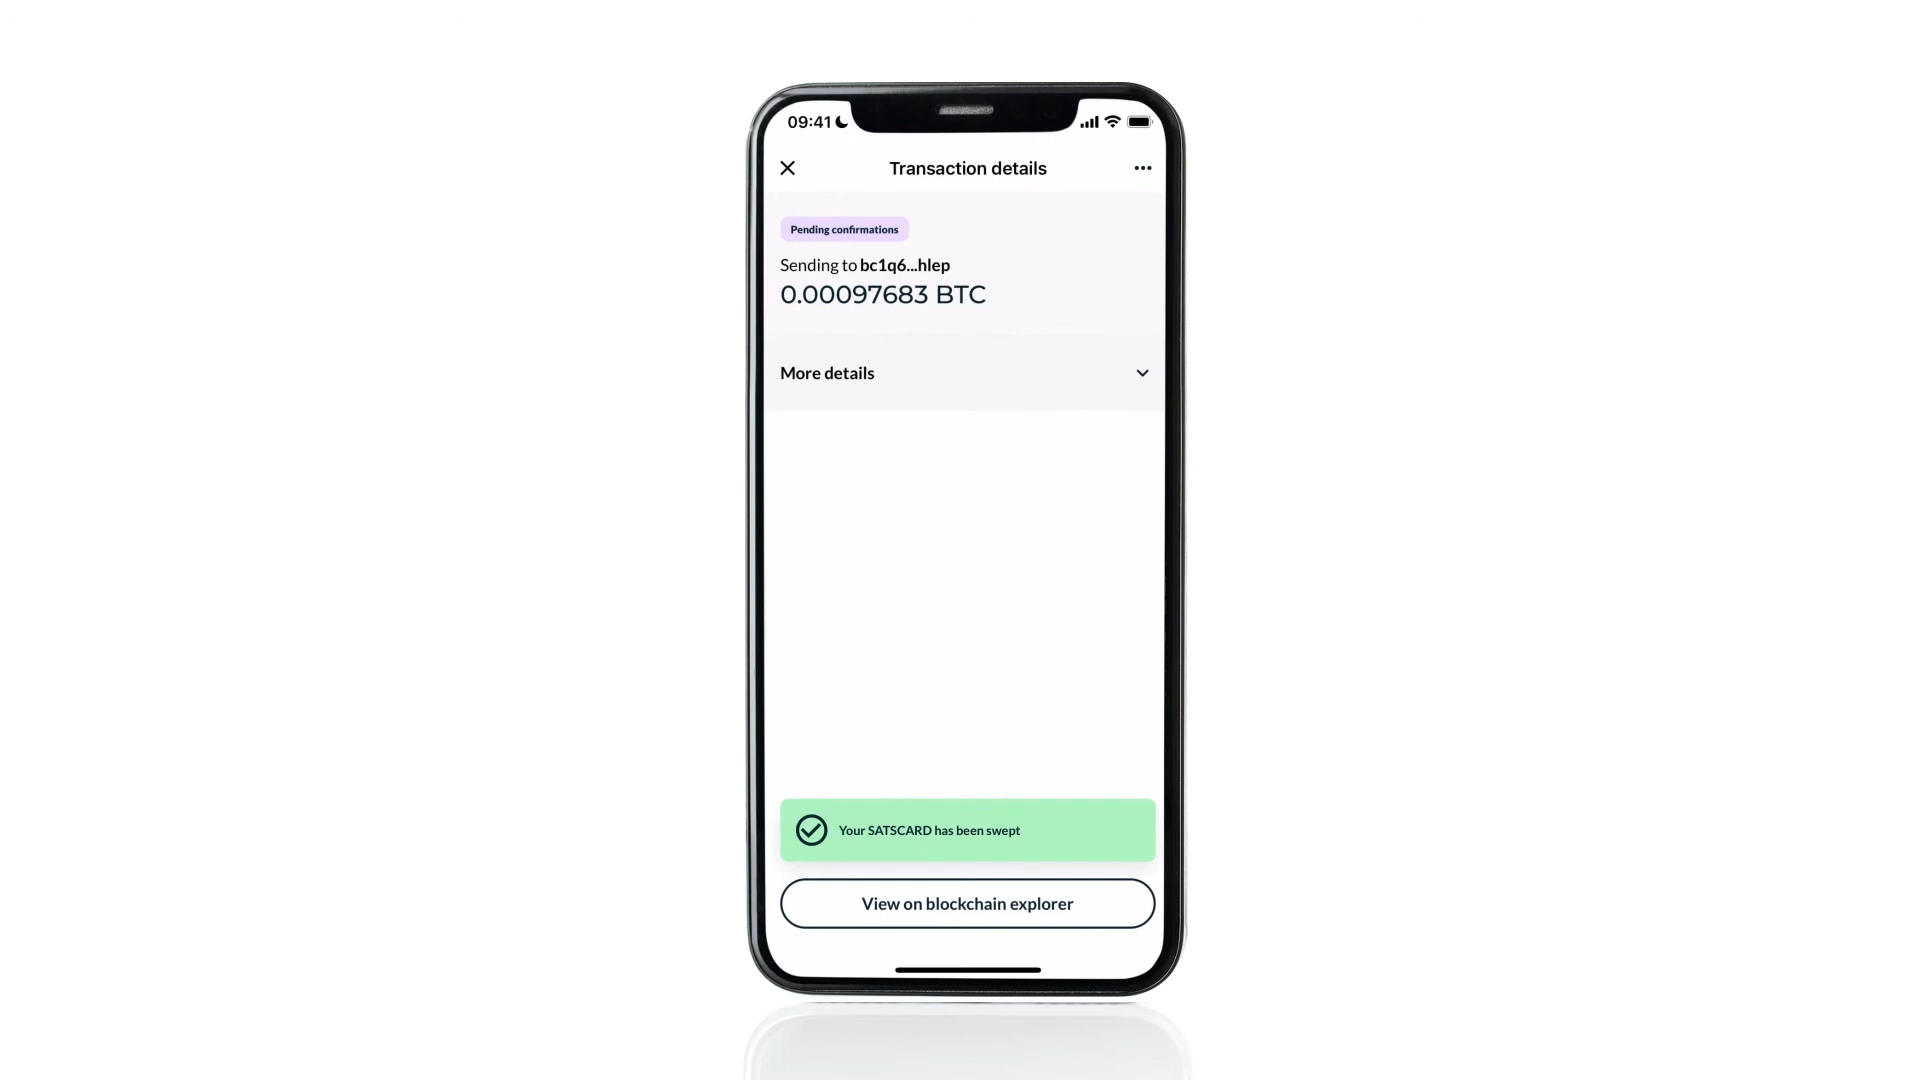 09:41
Transaction details
Pending confirmations
Sending to bc1q6...hlep
0.00097683 BTC
More details
Your SATSCARD has been swept
View on blockchain explorer